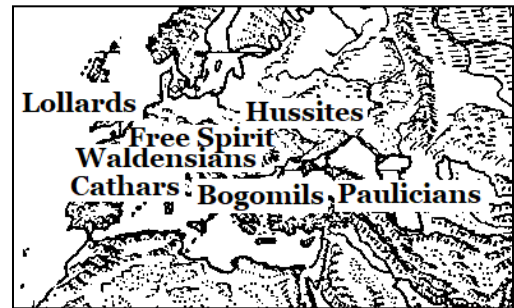 Lollards
Hussites
Free Spirit
Waldensians
Cathars
Bogomils
Paulicians